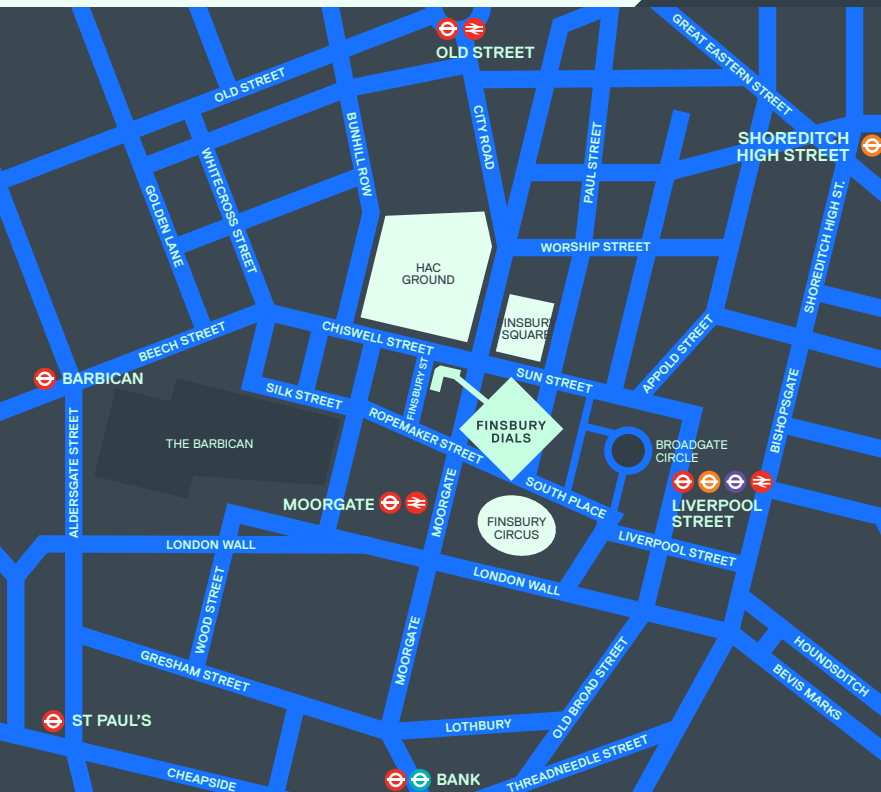 OLD STREET
GREAT EASTERN STREET
OLD STREET
BUNHILL ROW
CITY ROAD
PAUL STREET
SHOREDITCH
HIGH STREET
WHITECROSS STREET
GOLDEN LANE
SHOREDITCH HIGH ST.
WORSHIP STREET
HAC
GROUND
INSBUR
SQUARE
BEECH STREET
CHISWELL STREET
APPOLD STREET
BARBICAN
SUN STREET
FINSBURY ST
SILK STREET
ROPEMAKER STREET
BISHOPSGATE
FINSBURY
DIALS
THE BARBICAN
BROADGATE
CIRCLE
ALDERSGATE STREET
MOORGATE
MOORGATE
SOUTH PLACE
LIVERPOOL
STREET
FINSBURY
CIRCUS
LONDON WALL
LIVERPOOL STREET
LONDON WALL
WOOD STREET
MOORGATE
GRESHAM STREET
OLD BROAD STREET
HOUNDSDITCH
BEVIS MARKS
ST PAUL'S
LOTHBURY
THREADNEEDLE STREET
CHEAPSIDE
BANK